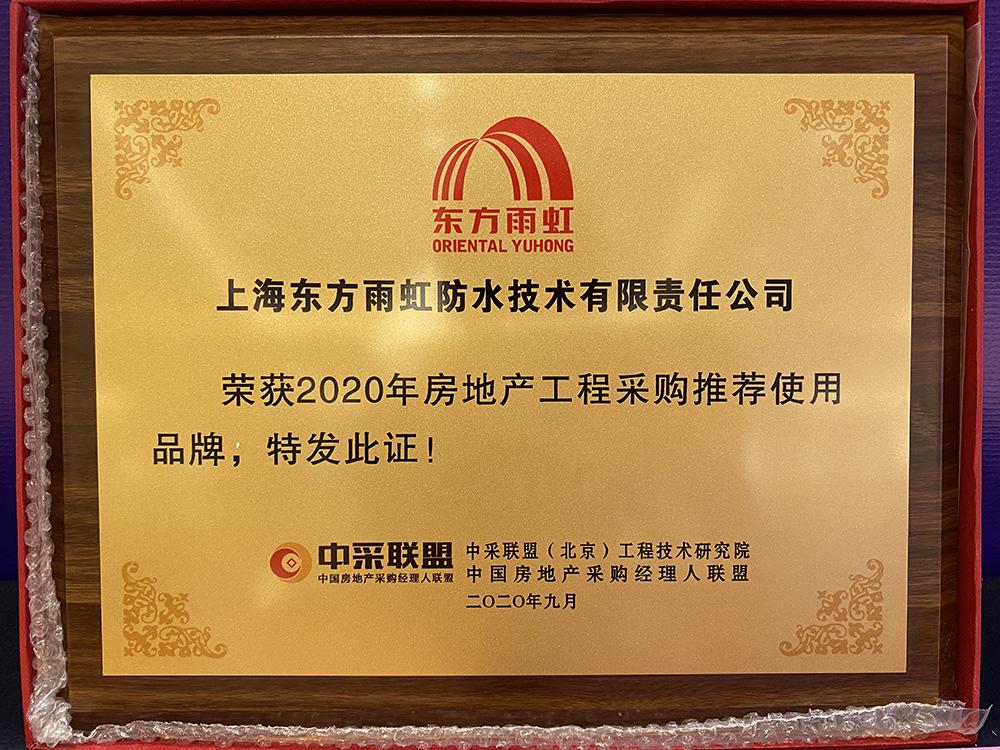 东方雨虹
ORIENTAL YUHONG
上海东方雨虹防水技术有限责任公司
荣获2020年房地产工程采购推荐使用
品牌，特发此证！
中采联盟
中国房地产采购经理人联盟
中采联盟（北京）工程技术研究院
中国房地产采购经理人联盟
二〇二〇年九月